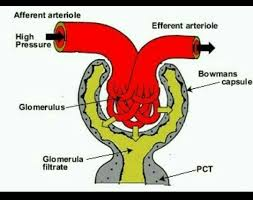 Afferent arteriole
Efferent arteriole
High
Pressure
Bowmans
capsule
Glomerulus
Glomerula
filtrate
PCT